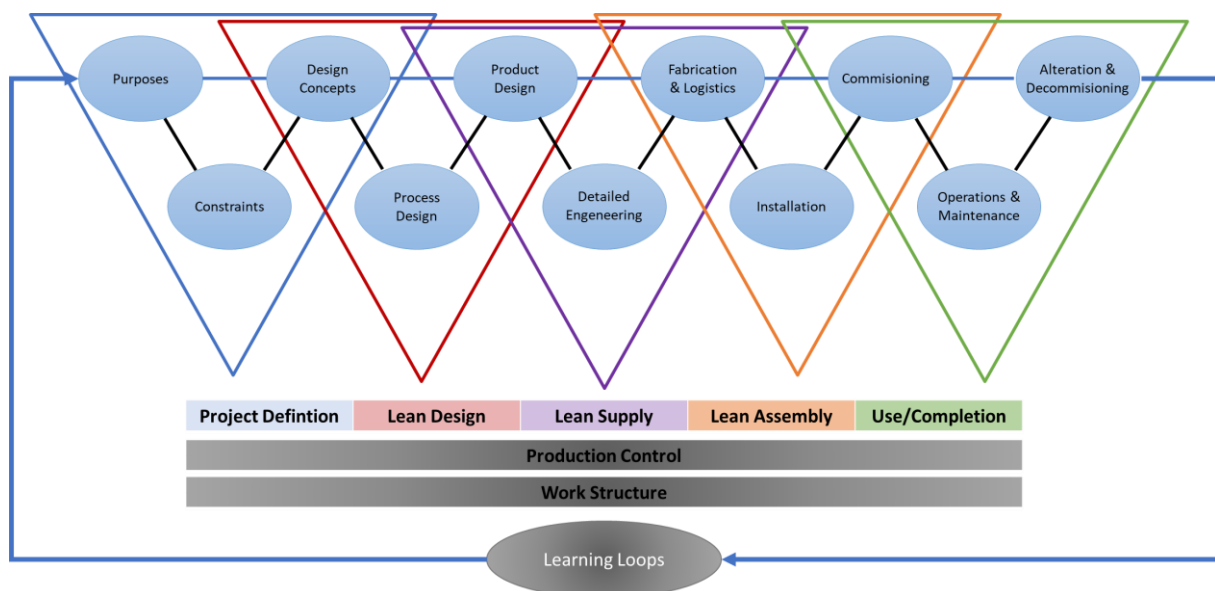 Purposes
Design
Concepts
Product
Design
Fabrication
& Logistics
Commisioning
Alteration &
Decommisioning
Constraints
Process
Design
Detailed
Engeneering
Installation
Operations &
Maintenance
Project Defintion
Lean Design
Lean Supply
Lean Assembly
Use/Completion
Production Control
Work Structure
Learning Loops